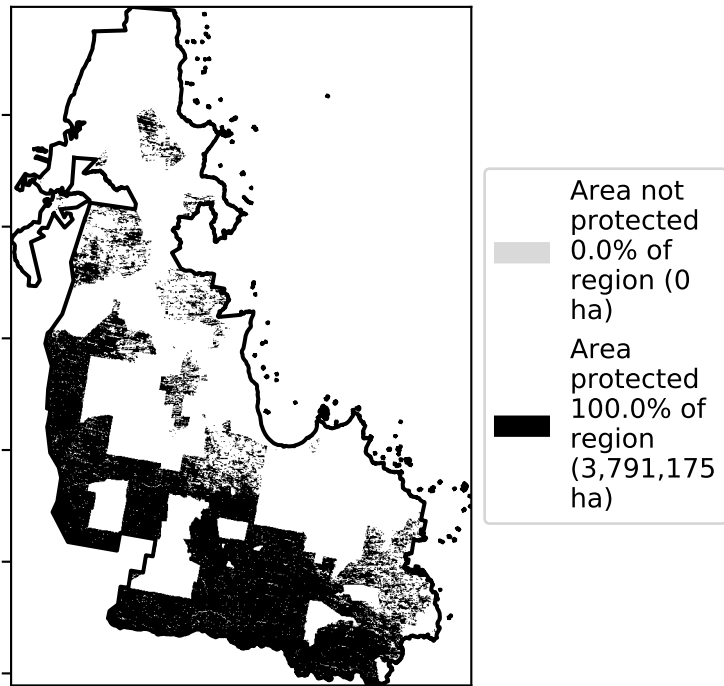 Area not
protected
0.0% of
region (0
ha)
Area
protected
100.0% of
region
(3,791,175
ha)